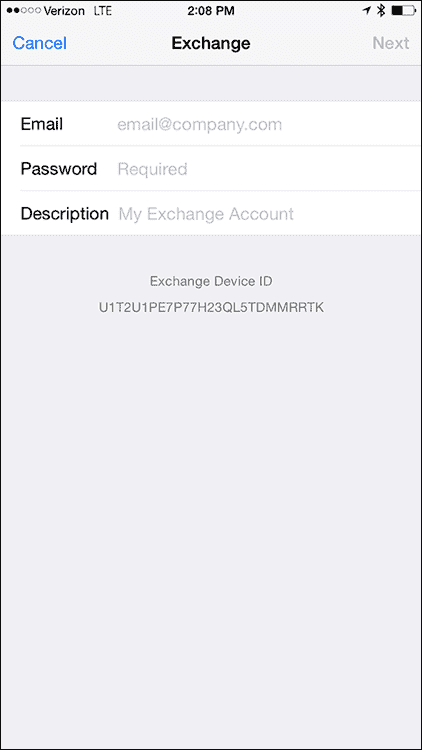 Verizon LTE 2:08 PM
Cancel Exchange Next
Email email@company.com
Password Required
Description My Exchange Account
Exchange Device ID
U1T2U1PE7P77H23QL5TDMMRRTK